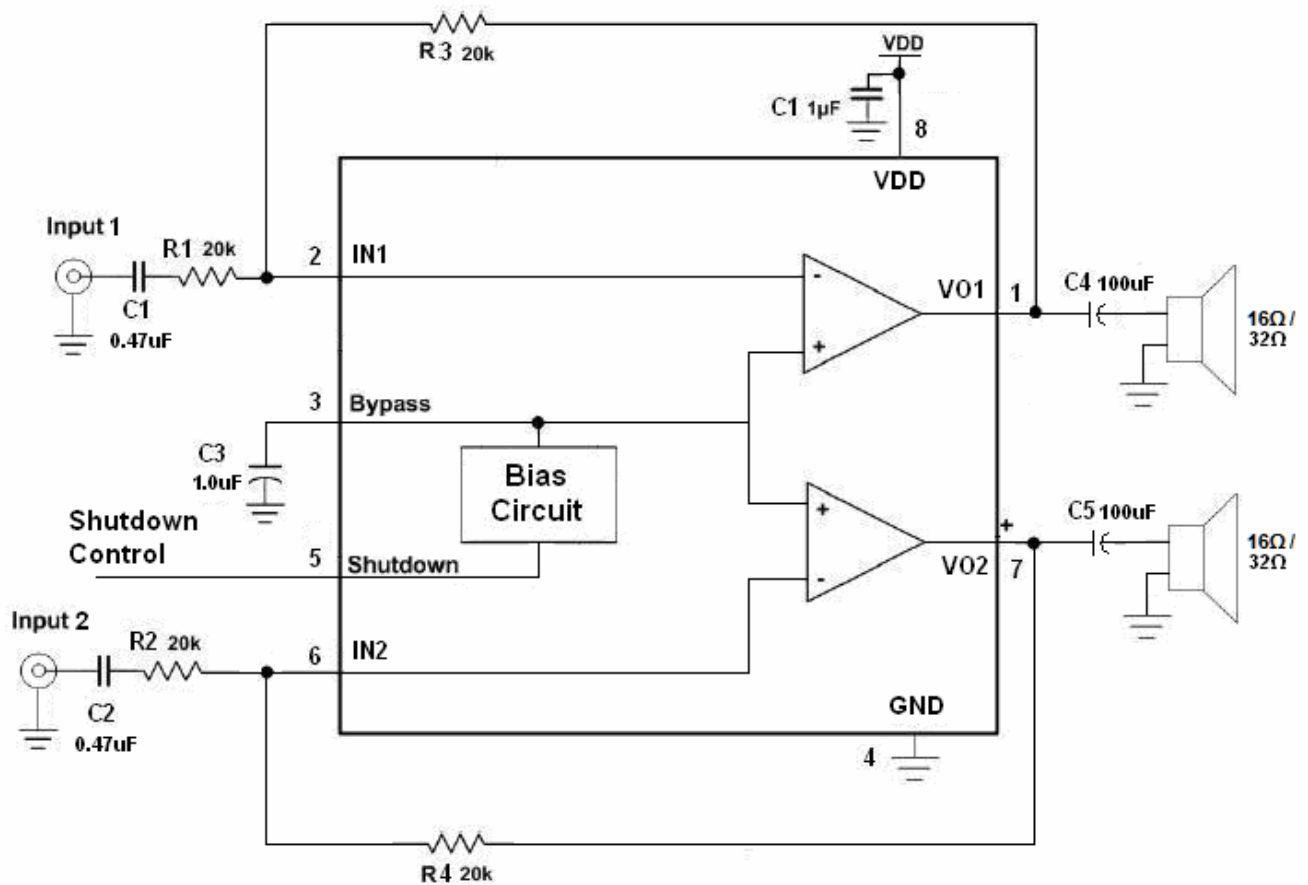 R3 20k
VDD
C1 1µF
8
VDD
Input 1
R1 20k
2
IN1
C1
0.47uF
-
+
VO1
1
C4 100uF
16Ω /
32Ω
3
Bypass
C3
1.0uF
Bias
Circuit
Shutdown
Control
5
Shutdown
+
-
+
VO2
7
C5 100uF
16Ω /
32Ω
Input 2
R2 20k
6
IN2
C2
0.47uF
GND
4
R4 20k